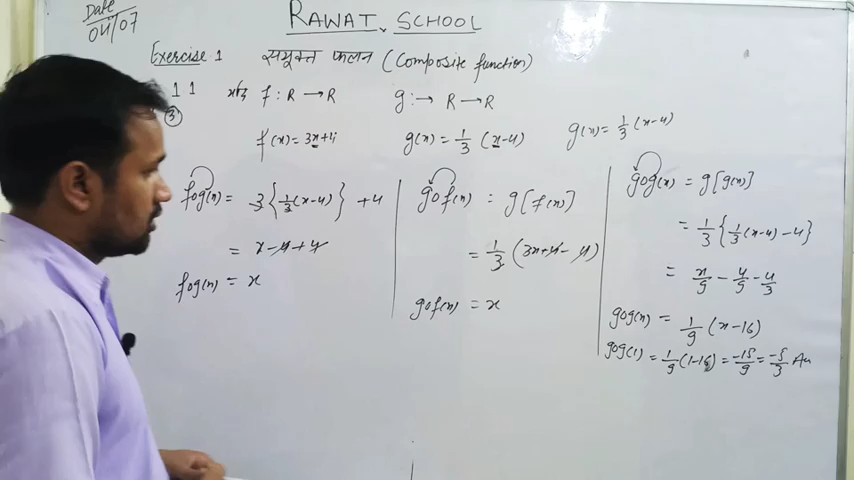 Date 04/07
RAWAT SCHOOL
Exercise 1 संयुक्त फलन (Composite function)
1 1 यदि f : R → R g : → R → R
③
f(x) = 3x+4 g(x) = 1/3 (x-4) g(x) = 1/3 (x-4)
fog(x) = 3{1/3(x-4)} + 4
= x-4+4
fog(x) = x
gof(x) = g[f(x)]
= 1/3 (3x+4-4)
gof(x) = x
gog(x) = g[g(x)]
= 1/3 {1/3(x-4) -4}
= x/9 - 4/9 - 4/3
gog(x) = 1/9 (x-16)
gog(1) = 1/9(1-16) = -15/9 = -5/3 An